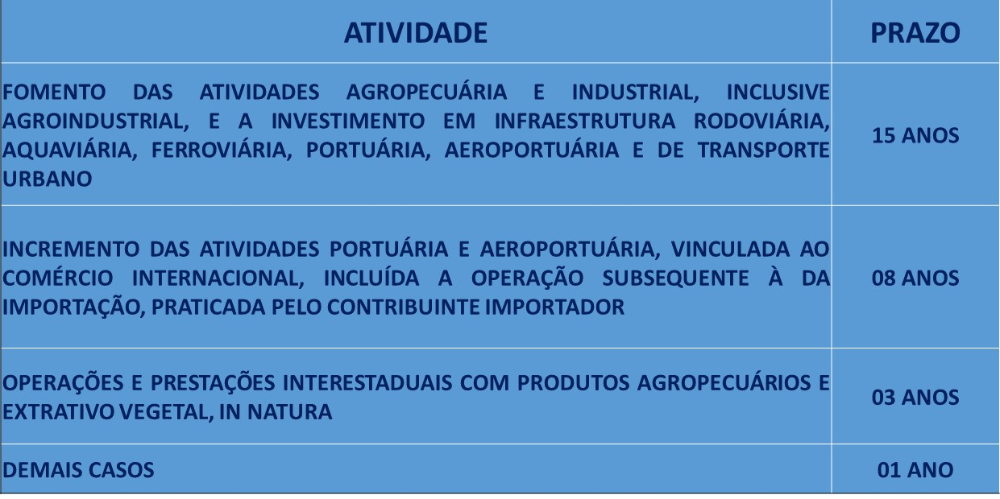 ATIVIDADE PRAZO
FOMENTO DAS ATIVIDADES AGROPECUÁRIA E INDUSTRIAL, INCLUSIVE
AGROINDUSTRIAL, E A INVESTIMENTO EM INFRAESTRUTURA RODOVIÁRIA,
AQUAVIÁRIA, FERROVIÁRIA, PORTUÁRIA, AEROPORTUÁRIA E DE TRANSPORTE
URBANO
15 ANOS
INCREMENTO DAS ATIVIDADES PORTUÁRIA E AEROPORTUÁRIA, VINCULADA AO
COMÉRCIO INTERNACIONAL, INCLUÍDA A OPERAÇÃO SUBSEQUENTE À DA
IMPORTAÇÃO, PRATICADA PELO CONTRIBUINTE IMPORTADOR
08 ANOS
OPERAÇÕES E PRESTAÇÕES INTERESTADUAIS COM PRODUTOS AGROPECUÁRIOS E
EXTRATIVO VEGETAL, IN NATURA
03 ANOS
DEMAIS CASOS 01 ANO